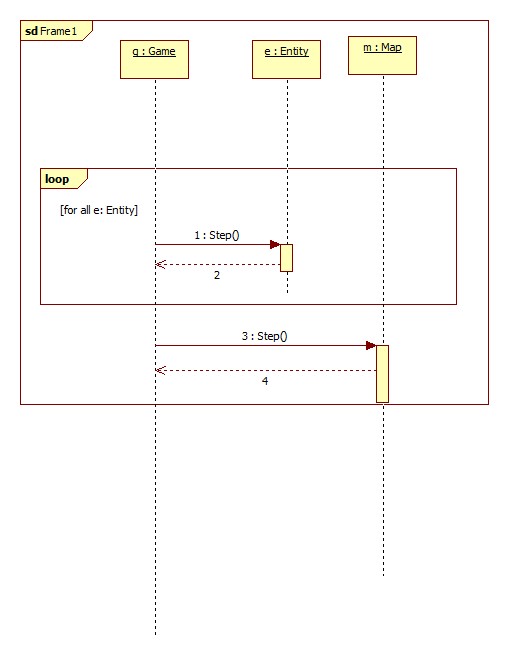 sd Frame1
g : Game
e : Entity
m : Map
loop
[for all e: Entity]
1 : Step()
2
3 : Step()
4